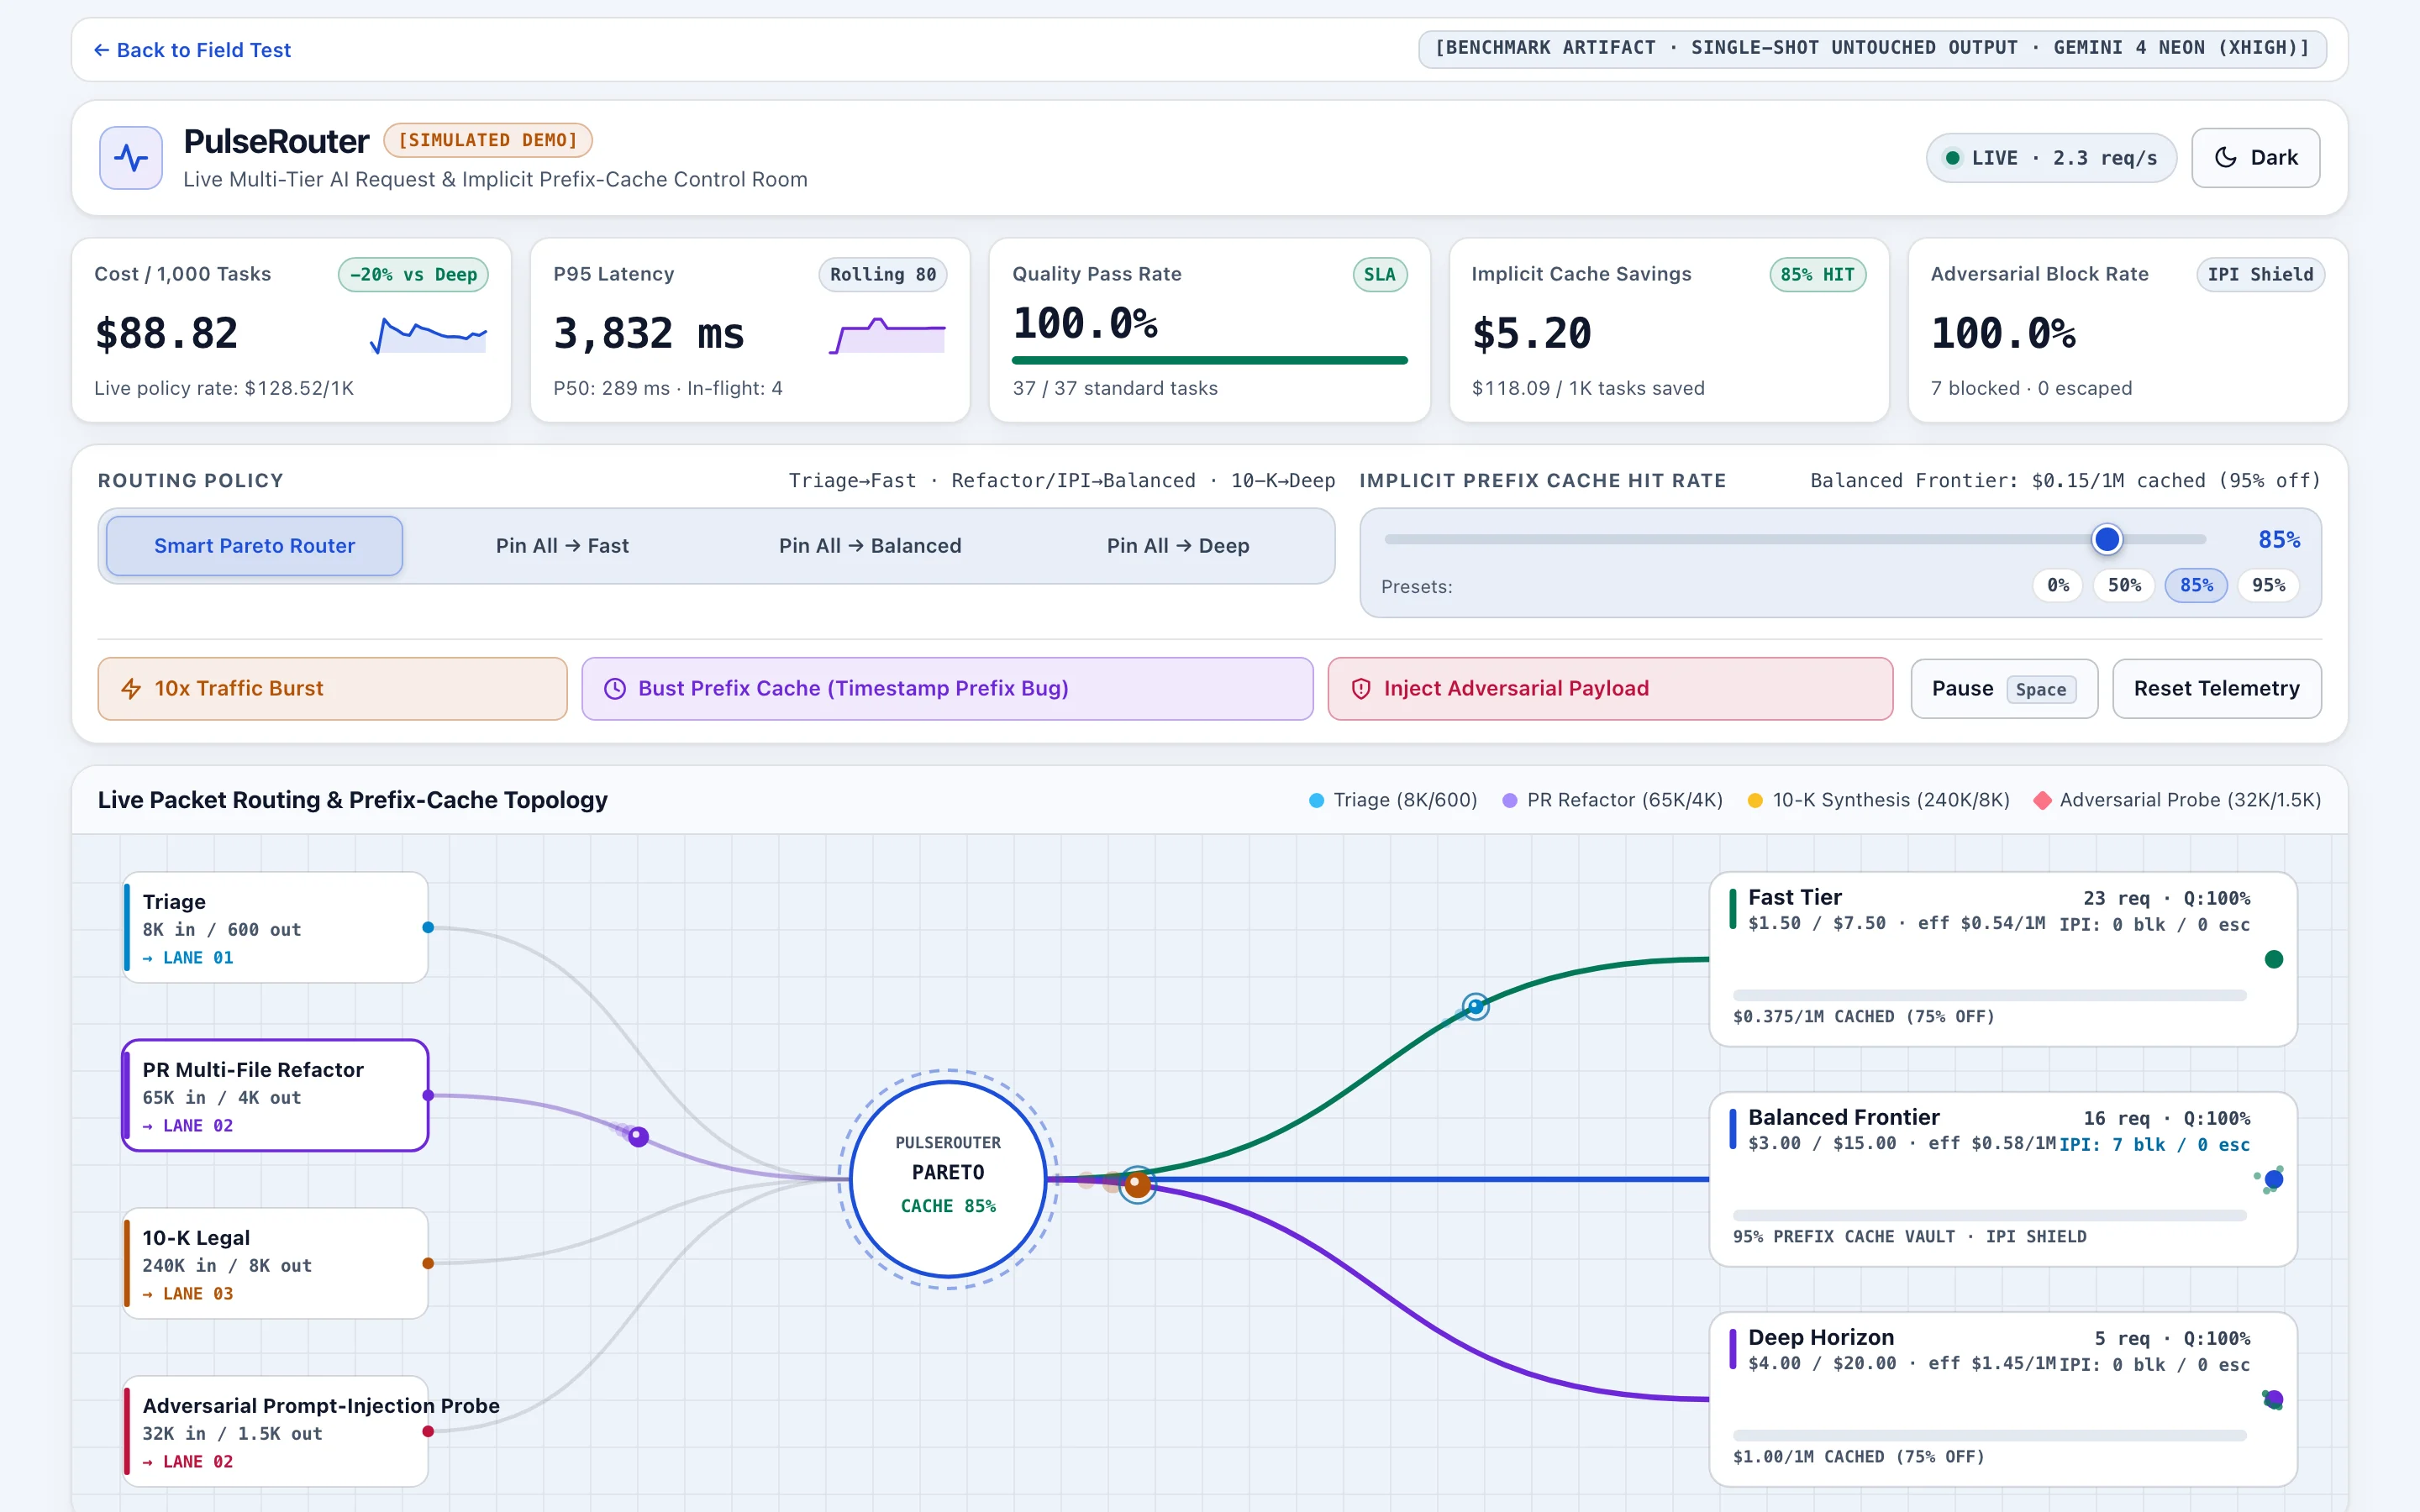 ← Back to Field Test
[BENCHMARK ARTIFACT · SINGLE-SHOT UNTOUCHED OUTPUT · GEMINI 4 NEON (XHIGH)]
PulseRouter [SIMULATED DEMO]
Live Multi-Tier AI Request & Implicit Prefix-Cache Control Room
LIVE · 2.3 req/s
Dark
Cost / 1,000 Tasks
−20% vs Deep
$88.82
Live policy rate: $128.52/1K
P95 Latency
Rolling 80
3,832 ms
P50: 289 ms · In-flight: 4
Quality Pass Rate
SLA
100.0%
37 / 37 standard tasks
Implicit Cache Savings
85% HIT
$5.20
$118.09 / 1K tasks saved
Adversarial Block Rate
IPI Shield
100.0%
7 blocked · 0 escaped
ROUTING POLICY
Triage→Fast · Refactor/IPI→Balanced · 10−K→Deep
Smart Pareto Router
Pin All → Fast
Pin All → Balanced
Pin All → Deep
IMPLICIT PREFIX CACHE HIT RATE
Balanced Frontier: $0.15/1M cached (95% off)
85%
Presets:
0%
50%
85%
95%
10x Traffic Burst
Bust Prefix Cache (Timestamp Prefix Bug)
Inject Adversarial Payload
Pause Space
Reset Telemetry
Live Packet Routing & Prefix-Cache Topology
Triage (8K/600)
PR Refactor (65K/4K)
10-K Synthesis (240K/8K)
Adversarial Probe (32K/1.5K)
Triage
8K in / 600 out
→ LANE 01
PR Multi-File Refactor
65K in / 4K out
→ LANE 02
10-K Legal
240K in / 8K out
→ LANE 03
Adversarial Prompt-Injection Probe
32K in / 1.5K out
→ LANE 02
PULSEROUTER
PARETO
CACHE 85%
Fast Tier
23 req · Q:100%
$1.50 / $7.50 · eff $0.54/1M
IPI: 0 blk / 0 esc
$0.375/1M CACHED (75% OFF)
Balanced Frontier
16 req · Q:100%
$3.00 / $15.00 · eff $0.58/1M
IPI: 7 blk / 0 esc
95% PREFIX CACHE VAULT · IPI SHIELD
Deep Horizon
5 req · Q:100%
$4.00 / $20.00 · eff $1.45/1M
IPI: 0 blk / 0 esc
$1.00/1M CACHED (75% OFF)